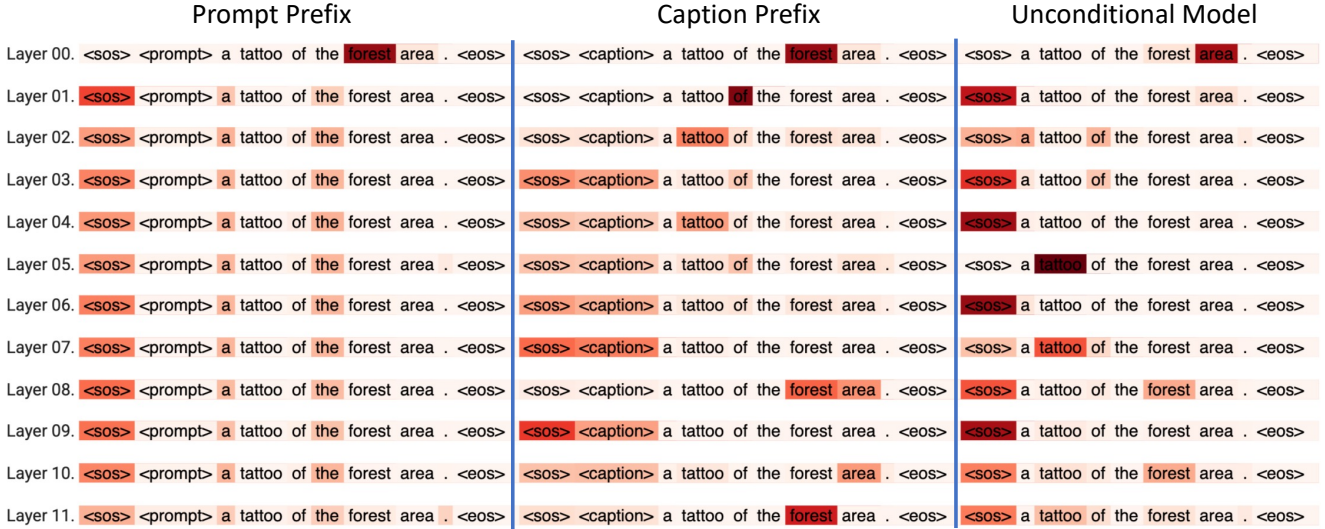 Prompt Prefix Caption Prefix Unconditional Model
Layer 00. <sos> <prompt> a tattoo of the forest area . <eos> <sos> <caption> a tattoo of the forest area . <eos> <sos> a tattoo of the forest area . <eos>
Layer 01. <sos> <prompt> a tattoo of the forest area . <eos> <sos> <caption> a tattoo of the forest area . <eos> <sos> a tattoo of the forest area . <eos>
Layer 02. <sos> <prompt> a tattoo of the forest area . <eos> <sos> <caption> a tattoo of the forest area . <eos> <sos> a tattoo of the forest area . <eos>
Layer 03. <sos> <prompt> a tattoo of the forest area . <eos> <sos> <caption> a tattoo of the forest area . <eos> <sos> a tattoo of the forest area . <eos>
Layer 04. <sos> <prompt> a tattoo of the forest area . <eos> <sos> <caption> a tattoo of the forest area . <eos> <sos> a tattoo of the forest area . <eos>
Layer 05. <sos> <prompt> a tattoo of the forest area . <eos> <sos> <caption> a tattoo of the forest area . <eos> <sos> a tattoo of the forest area . <eos>
Layer 06. <sos> <prompt> a tattoo of the forest area . <eos> <sos> <caption> a tattoo of the forest area . <eos> <sos> a tattoo of the forest area . <eos>
Layer 07. <sos> <prompt> a tattoo of the forest area . <eos> <sos> <caption> a tattoo of the forest area . <eos> <sos> a tattoo of the forest area . <eos>
Layer 08. <sos> <prompt> a tattoo of the forest area . <eos> <sos> <caption> a tattoo of the forest area . <eos> <sos> a tattoo of the forest area . <eos>
Layer 09. <sos> <prompt> a tattoo of the forest area . <eos> <sos> <caption> a tattoo of the forest area . <eos> <sos> a tattoo of the forest area . <eos>
Layer 10. <sos> <prompt> a tattoo of the forest area . <eos> <sos> <caption> a tattoo of the forest area . <eos> <sos> a tattoo of the forest area . <eos>
Layer 11. <sos> <prompt> a tattoo of the forest area . <eos> <sos> <caption> a tattoo of the forest area . <eos> <sos> a tattoo of the forest area . <eos>